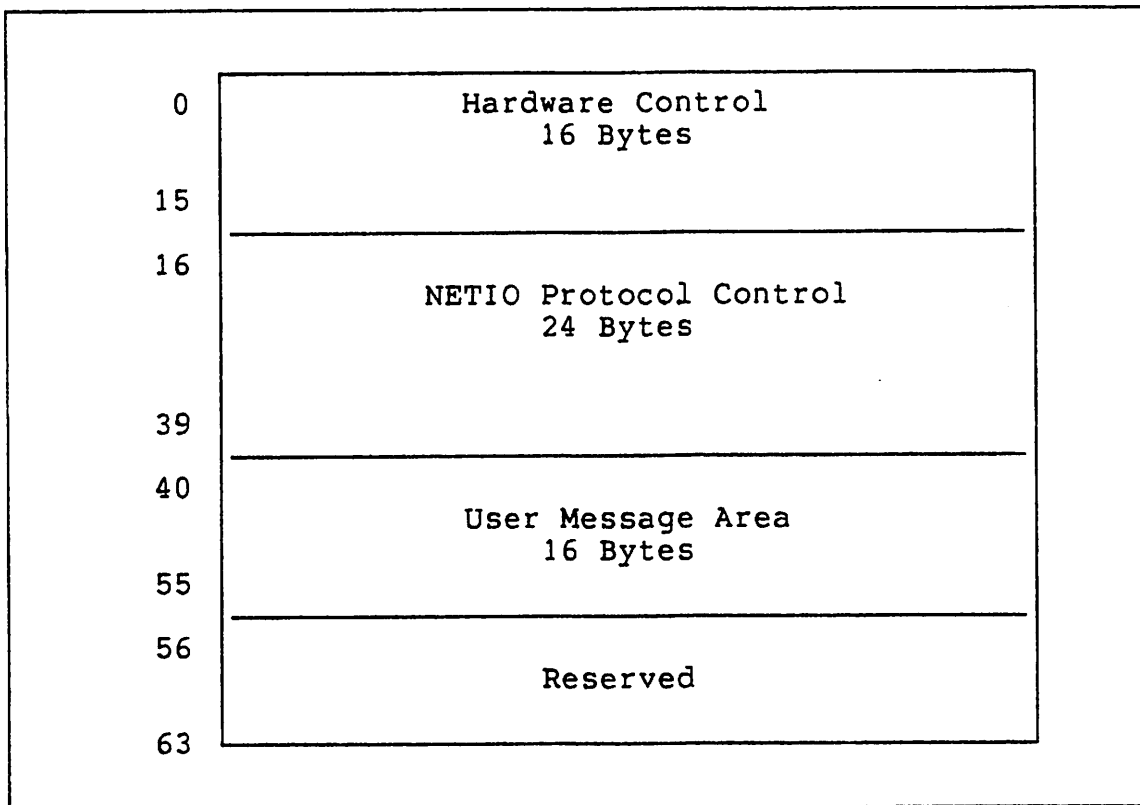 0 Hardware Control
16 Bytes
15
16
NETIO Protocol Control
24 Bytes
39
40
User Message Area
16 Bytes
55
56
Reserved
63